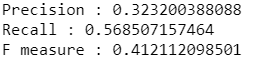 Precision : 0.323200388088
Recall : 0.568507157464
F measure : 0.412112098501